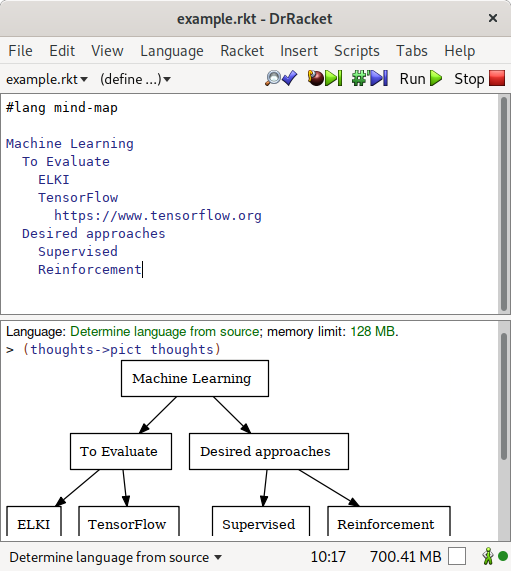 example.rkt - DrRacket ×
File Edit View Language Racket Insert Scripts Tabs Help
example.rkt▾ (define ...)▾ Run Stop
#lang mind-map
Machine Learning
  To Evaluate
    ELKI
    TensorFlow
      https://www.tensorflow.org
  Desired approaches
    Supervised
    Reinforcement
Language: Determine language from source; memory limit: 128 MB.
> (thoughts->pict thoughts)
Machine Learning
To Evaluate Desired approaches
ELKI TensorFlow Supervised Reinforcement
Determine language from source ▾ 10:17 700.41 MB